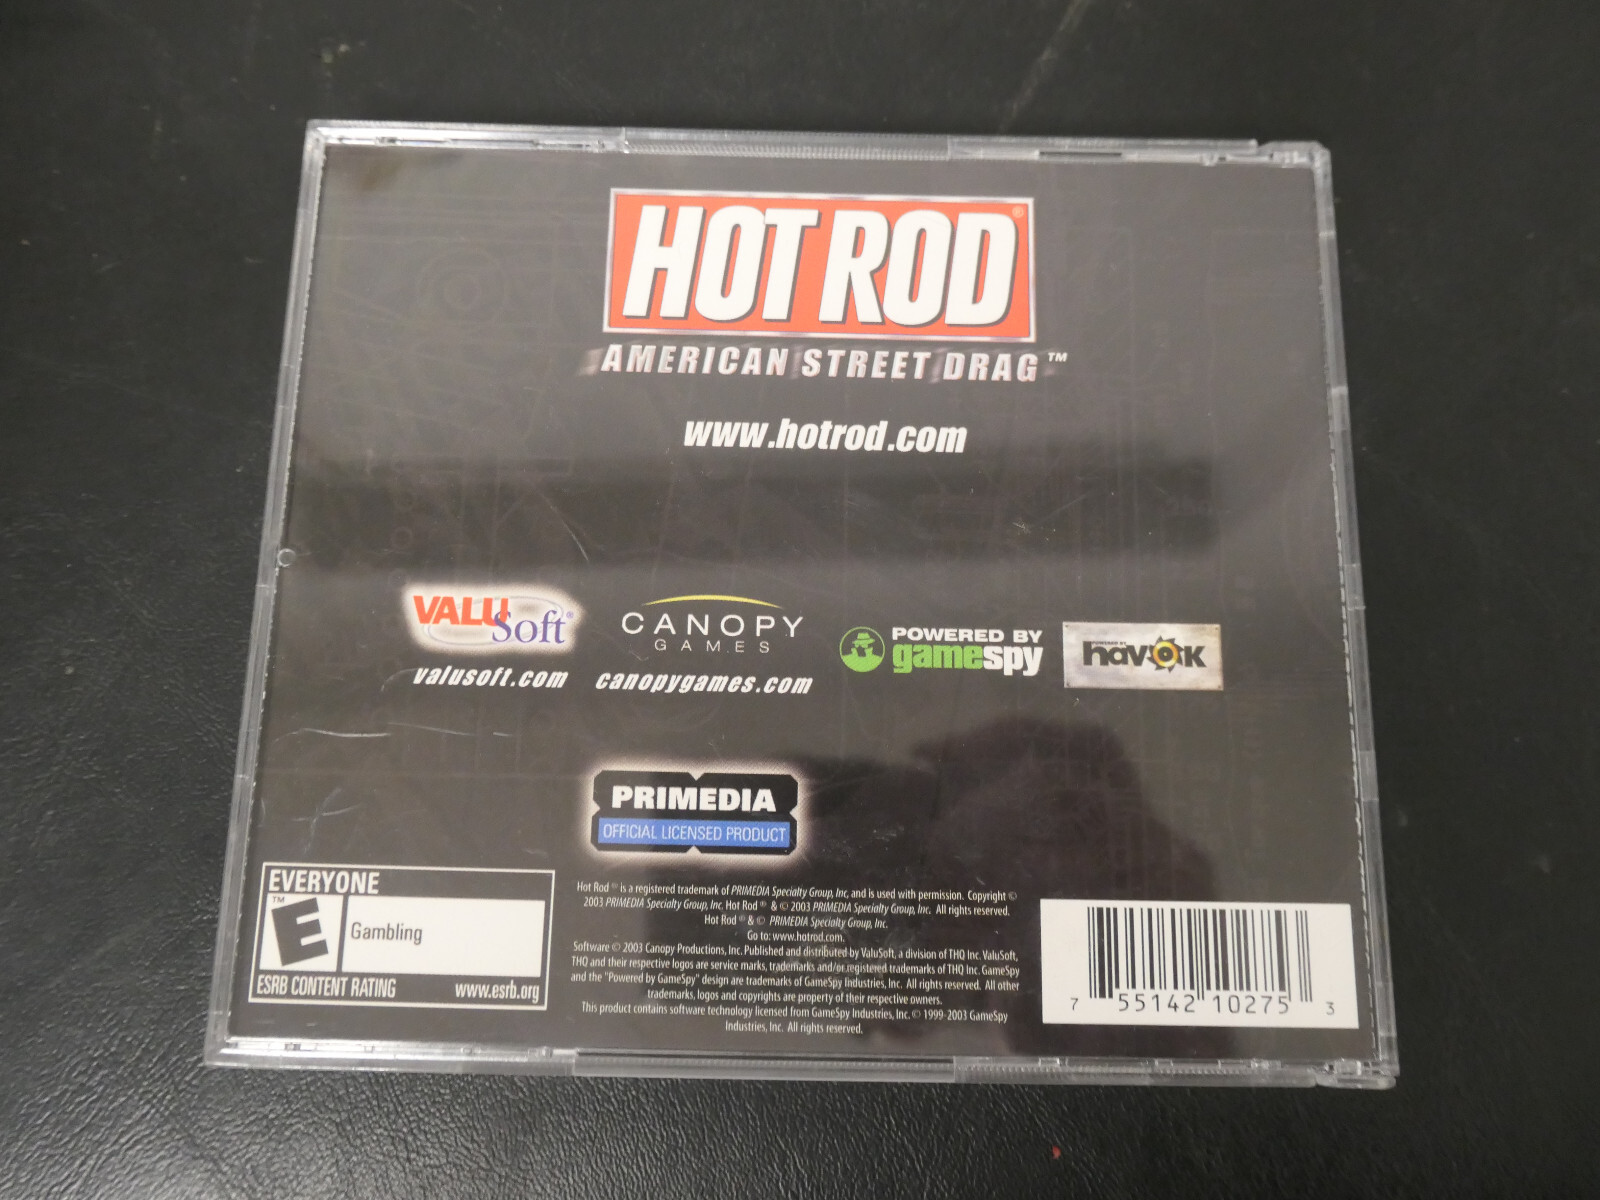 HOT ROD®
AMERICAN STREET DRAG™
www.hotrod.com
VALUSoft®
valusoft.com
CANOPY
GAMES
canopygames.com
POWERED BY
gamespy
POWERED BY
havok
PRIMEDIA
OFFICIAL LICENSED PRODUCT
EVERYONE
™
E
Gambling
ESRB CONTENT RATING www.esrb.org
Hot Rod ® is a registered trademark of PRIMEDIA Specialty Group, Inc, and is used with permission. Copyright ©
2003 PRIMEDIA Specialty Group, Inc. Hot Rod ® & © 2003 PRIMEDIA Specialty Group, Inc. All rights reserved.
Hot Rod ® & © PRIMEDIA Specialty Group, Inc.
Go to: www.hotrod.com.
Software © 2003 Canopy Productions, Inc. Published and distributed by ValuSoft, a division of THQ Inc. ValuSoft,
THQ and their respective logos are service marks, trademarks and/or registered trademarks of THQ Inc. GameSpy
and the "Powered by GameSpy" design are trademarks of GameSpy Industries, Inc. All rights reserved. All other
trademarks, logos and copyrights are property of their respective owners.
This product contains software technology licensed from GameSpy Industries, Inc. © 1999-2003 GameSpy
Industries, Inc. All rights reserved.
7 55142 10275 3